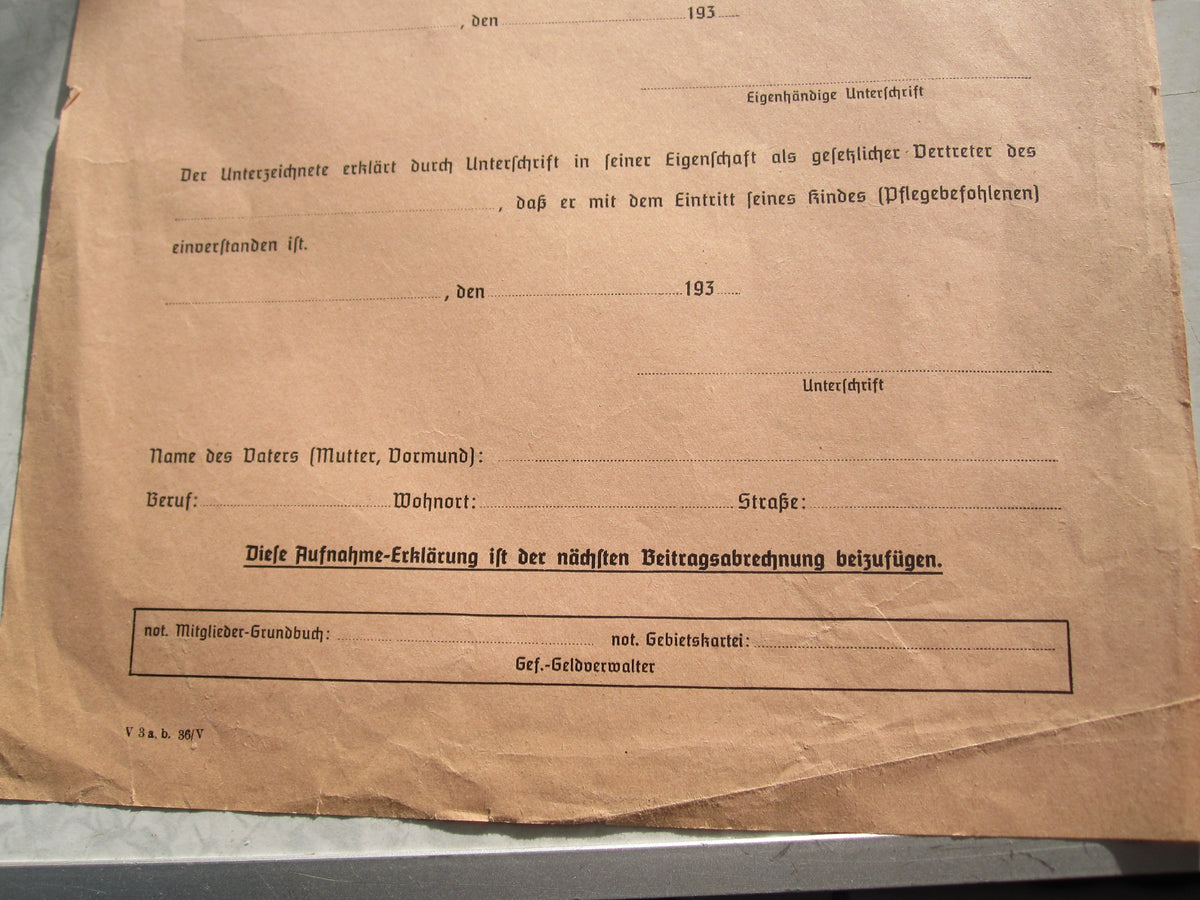 , den 193
Eigenhändige Unterschrift
Der Unterzeichnete erklärt durch Unterschrift in seiner Eigenschaft als gesetzlicher Vertreter des
, daß er mit dem Eintritt seines Kindes (Pflegebefohlenen)
einverstanden ist.
, den 193
Unterschrift
Name des Vaters (Mutter, Vormund):
Beruf: Wohnort: Straße:
Diese Aufnahme-Erklärung ist der nächsten Beitragsabrechnung beizufügen.
not. Mitglieder-Grundbuch: not. Gebietskartei:
Gef.-Geldverwalter
V 3 a. b. 36/V